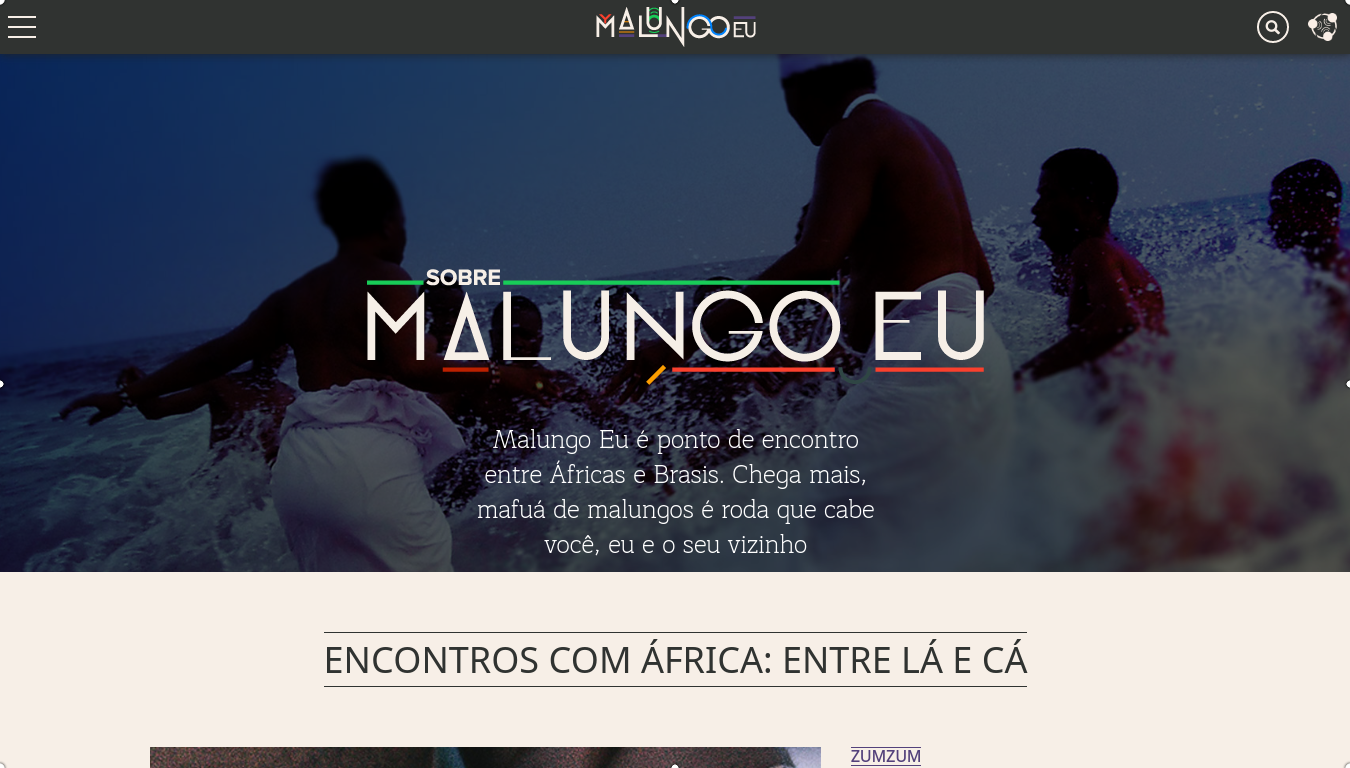 MALUNGO EU
SOBRE
MALUNGO EU
Malungo Eu é ponto de encontro
entre Áfricas e Brasis. Chega mais,
mafuá de malungos é roda que cabe
você, eu e o seu vizinho
ENCONTROS COM ÁFRICA: ENTRE LÁ E CÁ
ZUMZUM